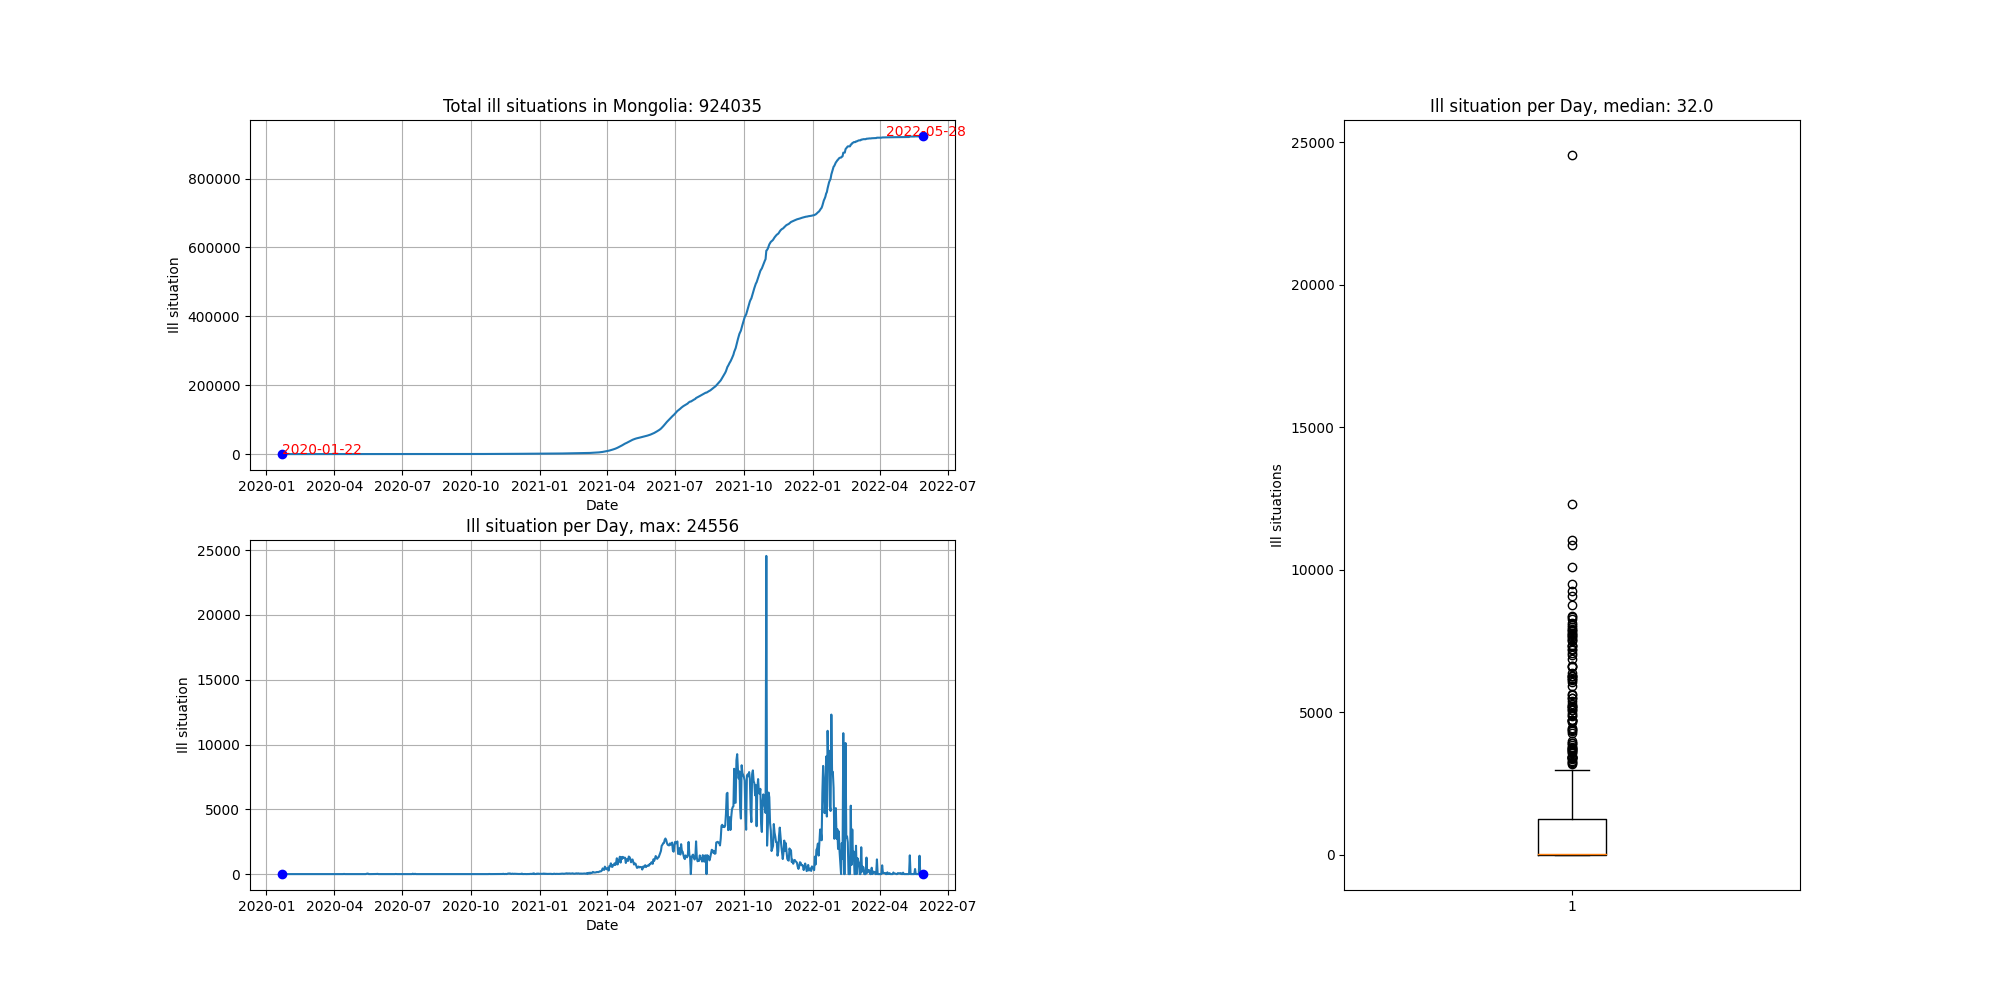 Total ill situations in Mongolia: 924035
Ill situation
800000
600000
400000
200000
0
2022-05-28
2020-01-22
2020-01 2020-04 2020-07 2020-10 2021-01 2021-04 2021-07 2021-10 2022-01 2022-04 2022-07
Date
Ill situation per Day, max: 24556
Ill situation
25000
20000
15000
10000
5000
0
2020-01 2020-04 2020-07 2020-10 2021-01 2021-04 2021-07 2021-10 2022-01 2022-04 2022-07
Date
Ill situation per Day, median: 32.0
Ill situations
25000
20000
15000
10000
5000
0
1